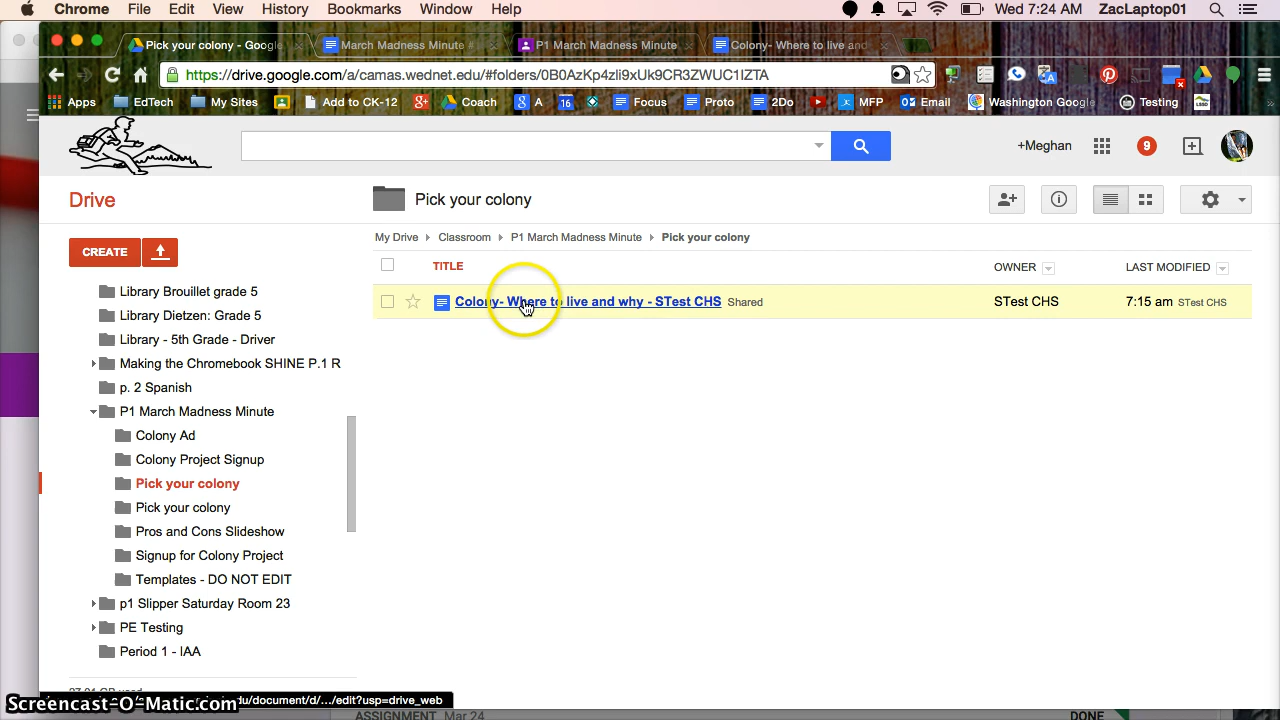 Chrome File Edit View History Bookmarks Window Help Wed 7:24 AM ZacLaptop01
Pick your colony - Google March Madness Minute # P1 March Madness Minute Colony- Where to live and
https://drive.google.com/a/camas.wednet.edu/#folders/0B0AzKp4zli9xUk9CR3ZWUC1lZTA
Apps EdTech My Sites Add to CK-12 Coach A 16 Focus Proto 2Do MFP Email Washington Google Testing
+Meghan 9
Drive Pick your colony
My Drive Classroom P1 March Madness Minute Pick your colony
CREATE
TITLE OWNER LAST MODIFIED
Colony- Where to live and why - STest CHS Shared STest CHS 7:15 am STest CHS
Library Brouillet grade 5
Library Dietzen: Grade 5
Library - 5th Grade - Driver
Making the Chromebook SHINE P.1 R
p. 2 Spanish
P1 March Madness Minute
Colony Ad
Colony Project Signup
Pick your colony
Pick your colony
Pros and Cons Slideshow
Signup for Colony Project
Templates - DO NOT EDIT
p1 Slipper Saturday Room 23
PE Testing
Period 1 - IAA
du/document/d/.../edit?usp=drive_web
Screencast-O-Matic.com
ASSIGNMENT Mar 24 DONE